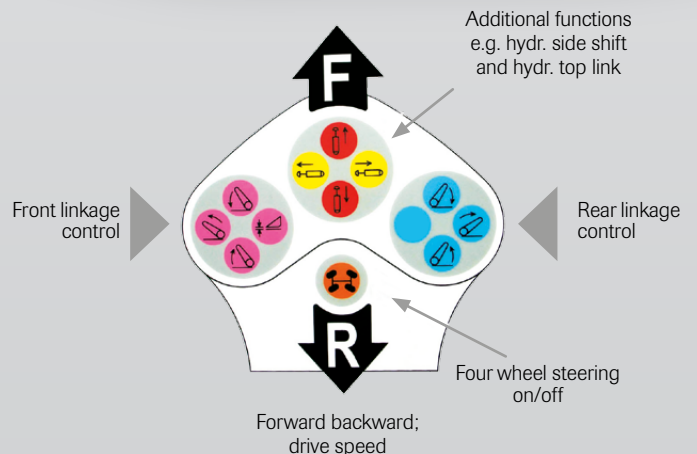 Additional functions
e.g. hydr. side shift
and hydr. top link
F
Front linkage
control
Rear linkage
control
R
Four wheel steering
on/off
Forward backward;
drive speed